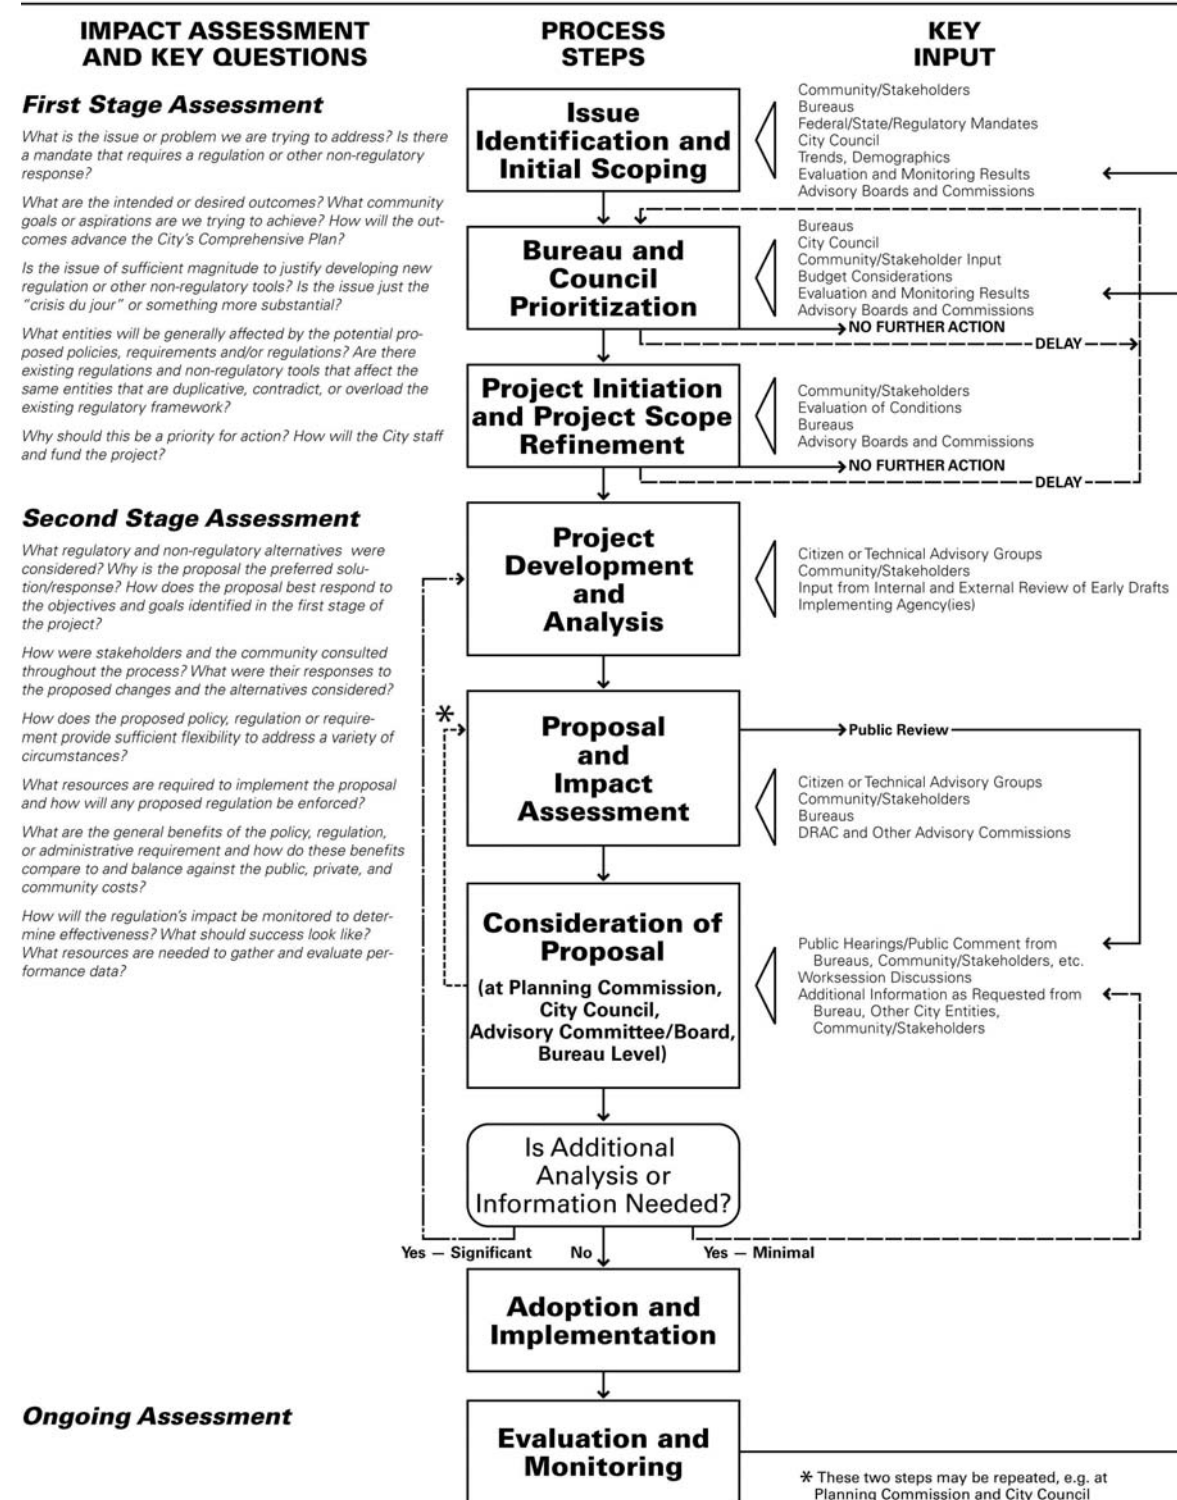 IMPACT ASSESSMENT
AND KEY QUESTIONS
PROCESS
STEPS
KEY
INPUT
First Stage Assessment
What is the issue or problem we are trying to address? Is there
a mandate that requires a regulation or other non-regulatory
response?
What are the intended or desired outcomes? What community
goals or aspirations are we trying to achieve? How will the out-
comes advance the City's Comprehensive Plan?
Is the issue of sufficient magnitude to justify developing new
regulation or other non-regulatory tools? Is the issue just the
"crisis du jour" or something more substantial?
What entities will be generally affected by the potential pro-
posed policies, requirements and/or regulations? Are there
existing regulations and non-regulatory tools that affect the
same entities that are duplicative, contradict, or overload the
existing regulatory framework?
Why should this be a priority for action? How will the City staff
and fund the project?
Issue
Identification and
Initial Scoping
Community/Stakeholders
Bureaus
Federal/State/Regulatory Mandates
City Council
Trends, Demographics
Evaluation and Monitoring Results
Advisory Boards and Commissions
Bureau and
Council
Prioritization
Bureaus
City Council
Community/Stakeholder Input
Budget Considerations
Evaluation and Monitoring Results
Advisory Boards and Commissions
NO FURTHER ACTION
DELAY
Project Initiation
and Project Scope
Refinement
Community/Stakeholders
Evaluation of Conditions
Bureaus
Advisory Boards and Commissions
NO FURTHER ACTION
DELAY
Second Stage Assessment
What regulatory and non-regulatory alternatives were
considered? Why is the proposal the preferred solu-
tion/response? How does the proposal best respond to
the objectives and goals identified in the first stage of
the project?
How were stakeholders and the community consulted
throughout the process? What were their responses to
the proposed changes and the alternatives considered?
How does the proposed policy, regulation or require-
ment provide sufficient flexibility to address a variety of
circumstances?
What resources are required to implement the proposal
and how will any proposed regulation be enforced?
What are the general benefits of the policy, regulation,
or administrative requirement and how do these benefits
compare to and balance against the public, private, and
community costs?
How will the regulation's impact be monitored to deter-
mine effectiveness? What should success look like?
What resources are needed to gather and evaluate per-
formance data?
Project
Development
and
Analysis
Citizen or Technical Advisory Groups
Community/Stakeholders
Input from Internal and External Review of Early Drafts
Implementing Agency(ies)
*
Proposal
and
Impact
Assessment
Public Review
Citizen or Technical Advisory Groups
Community/Stakeholders
Bureaus
DRAC and Other Advisory Commissions
Consideration of
Proposal
(at Planning Commission,
City Council,
Advisory Committee/Board,
Bureau Level)
Public Hearings/Public Comment from
Bureaus, Community/Stakeholders, etc.
Worksession Discussions
Additional Information as Requested from
Bureau, Other City Entities,
Community/Stakeholders
Is Additional
Analysis or
Information Needed?
Yes — Significant
No
Yes — Minimal
Adoption and
Implementation
Ongoing Assessment
Evaluation and
Monitoring
* These two steps may be repeated, e.g. at
Planning Commission and City Council